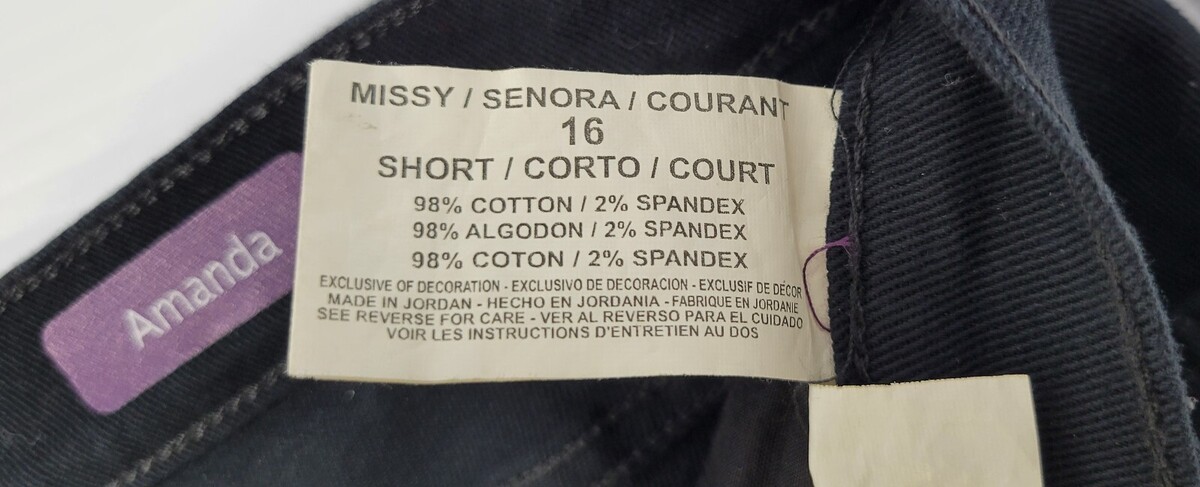 MISSY / SENORA / COURANT
16
SHORT / CORTO / COURT
98% COTTON / 2% SPANDEX
98% ALGODON / 2% SPANDEX
98% COTON / 2% SPANDEX
EXCLUSIVE OF DECORATION - EXCLUSIVO DE DECORACION - EXCLUSIF DE DÉCOR
MADE IN JORDAN - HECHO EN JORDANIA - FABRIQUE EN JORDANIE
SEE REVERSE FOR CARE - VER AL REVERSO PARA EL CUIDADO
VOIR LES INSTRUCTIONS D'ENTRETIEN AU DOS
Amanda